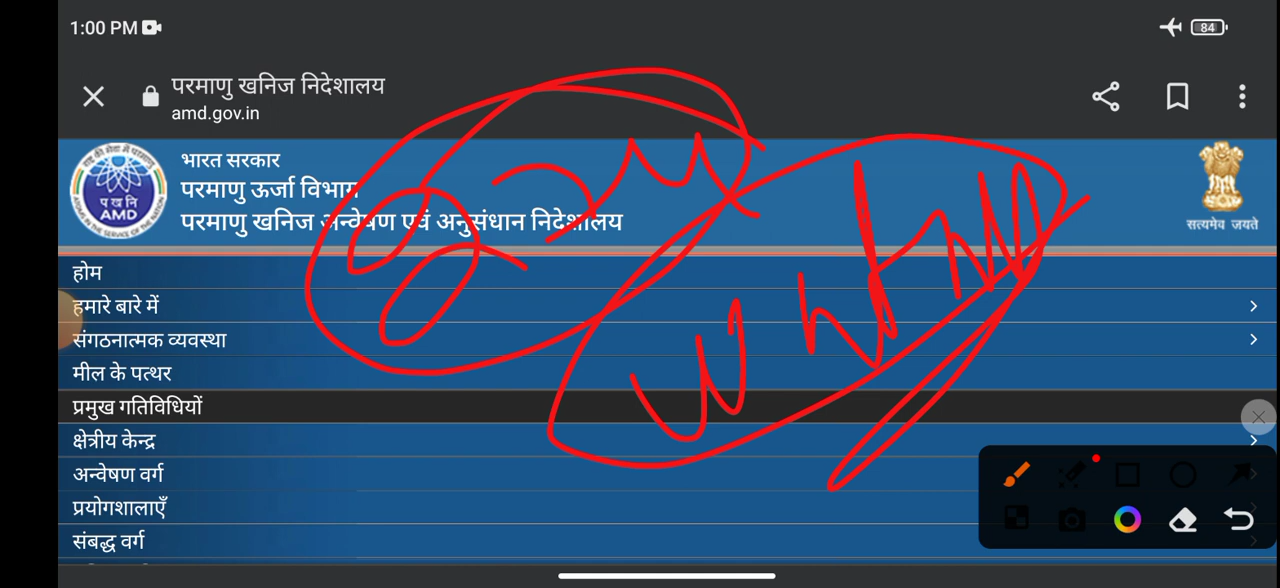 1:00 PM
84
परमाणु खनिज निदेशालय
amd.gov.in
भारत सरकार
परमाणु ऊर्जा विभाग
परमाणु खनिज अन्वेषण एवं अनुसंधान निदेशालय
प ख नि
AMD
सत्यमेव जयते
होम
हमारे बारे में
संगठनात्मक व्यवस्था
मील के पत्थर
प्रमुख गतिविधियों
क्षेत्रीय केन्द्र
अन्वेषण वर्ग
प्रयोगशालाएँ
संबद्ध वर्ग